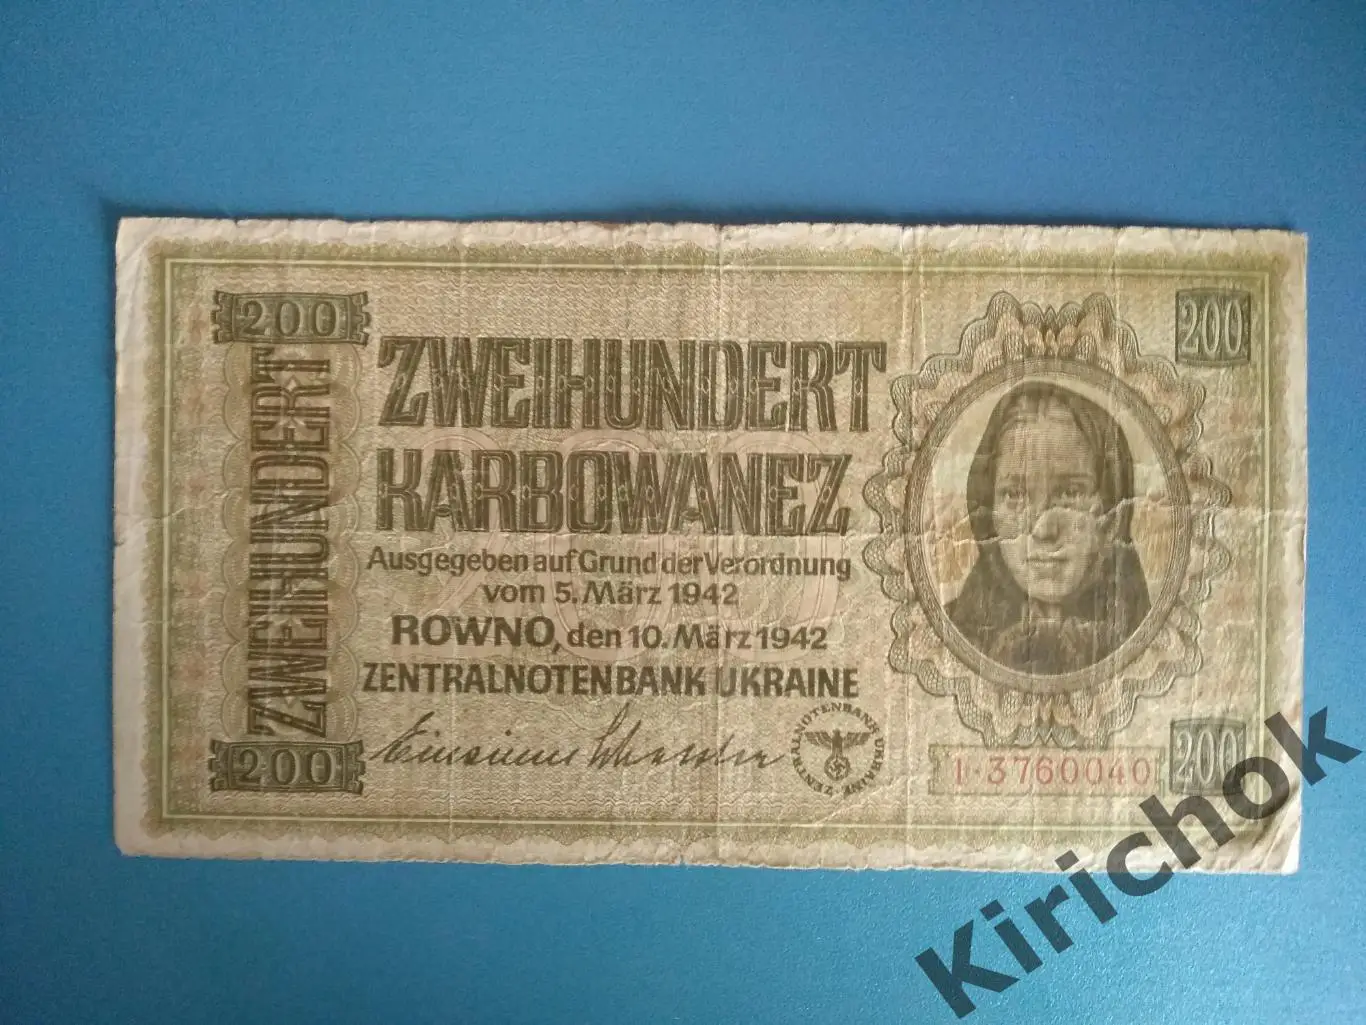 200
200
ZWEIHUNDERT
ZWEIHUNDERT
KARBOWANEZ
Ausgegeben auf Grund der Verordnung
vom 5. März 1942
ROWNO, den 10. März 1942
ZENTRALNOTENBANK UKRAINE
ZENTRALNOTENBANK UKRAINE
1·3760040
200
200
200
Kirichok